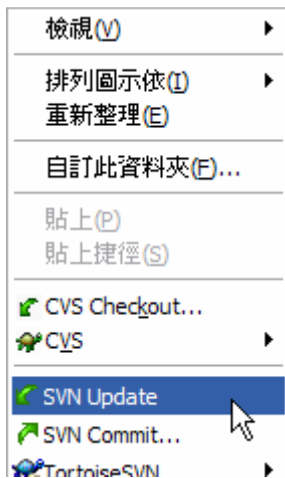 檢視(V)
排列圖示依(I)
重新整理(E)
自訂此資料夾(F)...
貼上(P)
貼上捷徑(S)
CVS Checkout...
CVS
SVN Update
SVN Commit...
TortoiseSVN